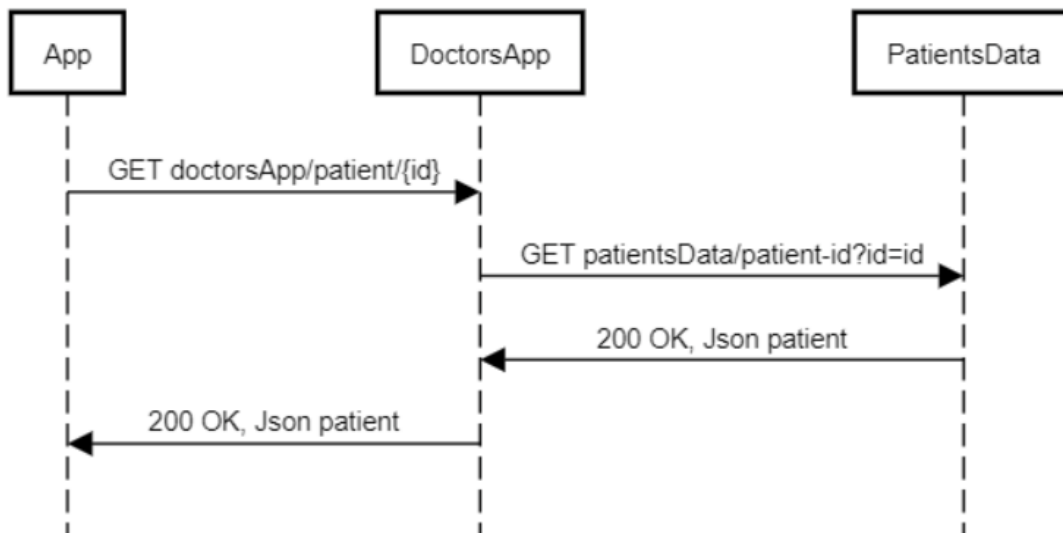 App
DoctorsApp
PatientsData
GET doctorsApp/patient/{id}
GET patientsData/patient-id?id=id
200 OK, Json patient
200 OK, Json patient